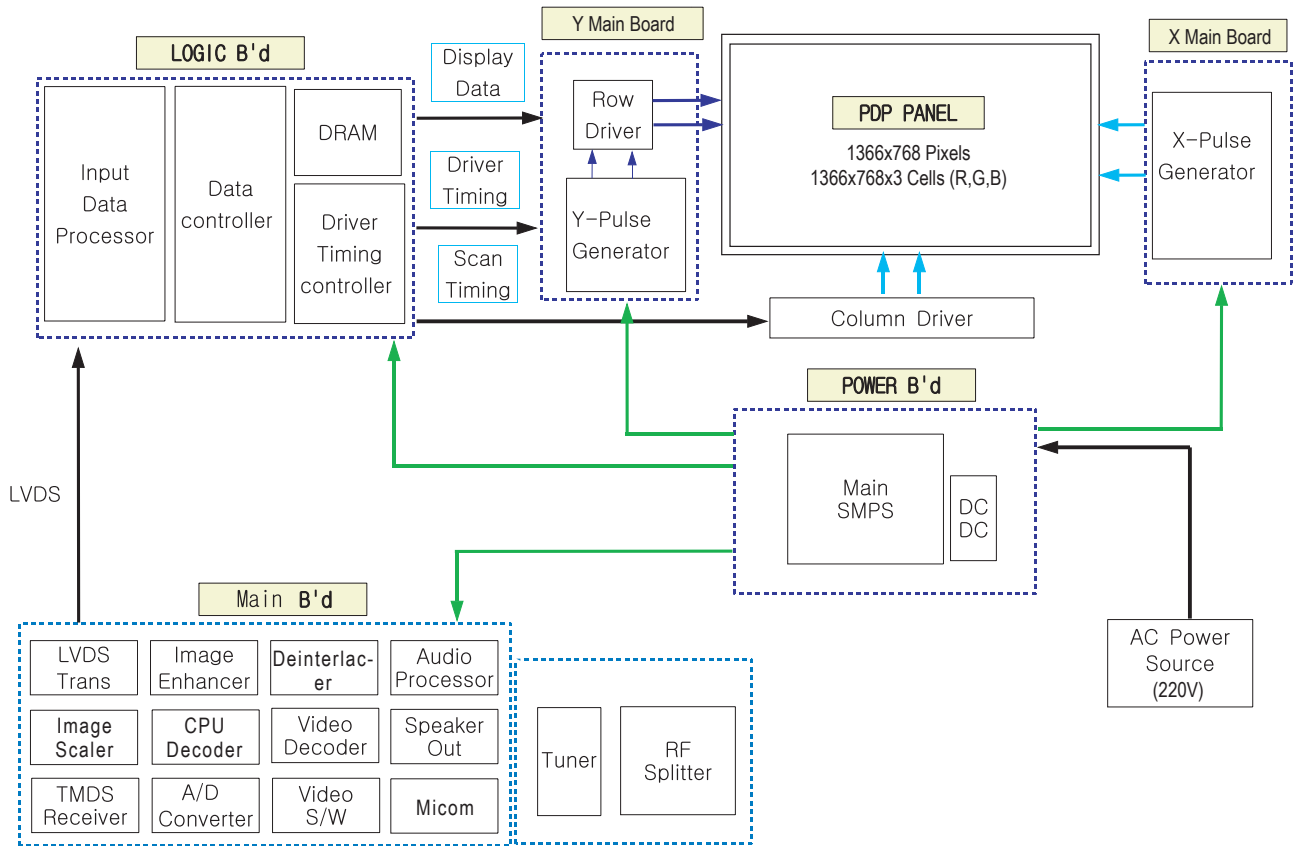 Y Main Board
X Main Board
LOGIC B'd
Display
Data
Row
Driver
PDP PANEL
1366x768 Pixels
1366x768x3 Cells (R,G,B)
X-Pulse
Generator
DRAM
Input
Data
Processor
Data
controller
Driver
Timing
controller
Driver
Timing
Y-Pulse
Generator
Scan
Timing
Column Driver
POWER B'd
Main
SMPS
DC
DC
LVDS
Main B'd
AC Power
Source
(220V)
LVDS
Trans
Image
Enhancer
Deinterlac-
er
Audio
Processor
Image
Scaler
CPU
Decoder
Video
Decoder
Speaker
Out
Tuner
RF
Splitter
TMDS
Receiver
A/D
Converter
Video
S/W
Micom